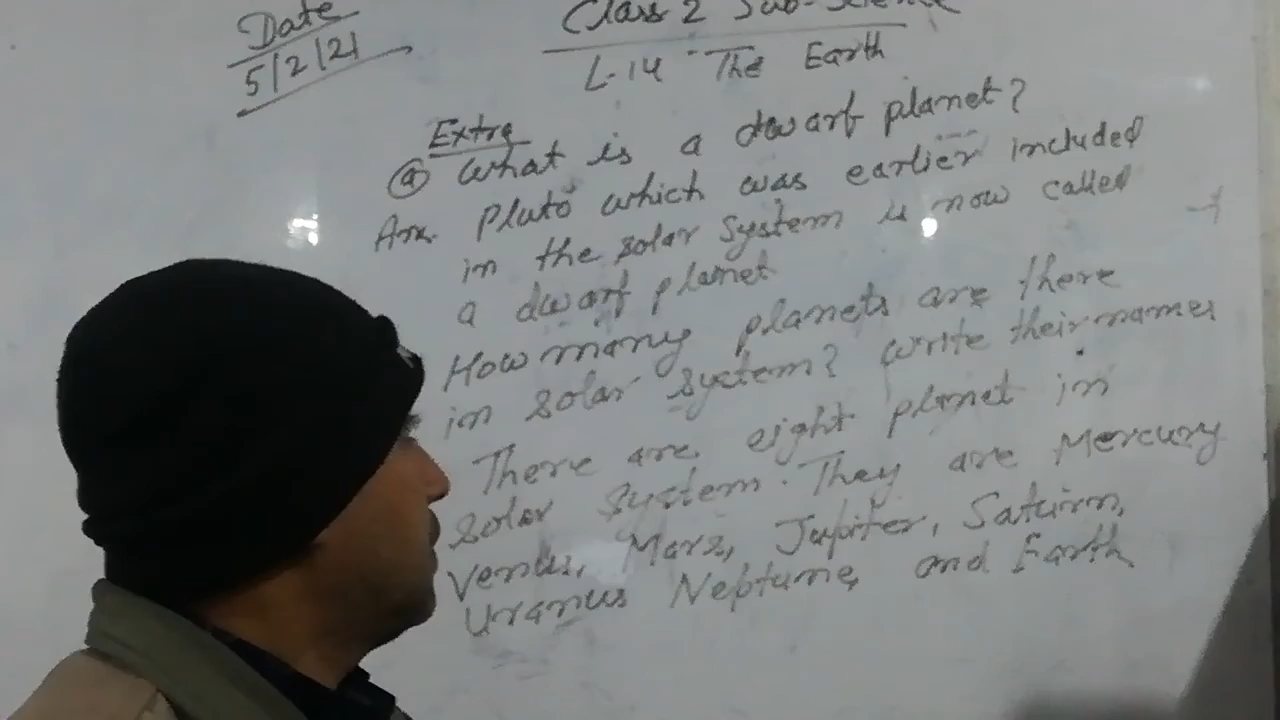 Date
5/2/21
Class 2 Sub-Science
L-14 The Earth
Extra
@ What is a dwarf planet?
Ans. Pluto which was earlier included
in the solar system is now called
a dwarf planet
How many planets are there
in solar system? write their names
There are eight planet in
solar system. They are Mercury
Venus, Mars, Jupiter, Saturn,
Uranus Neptune, and Earth